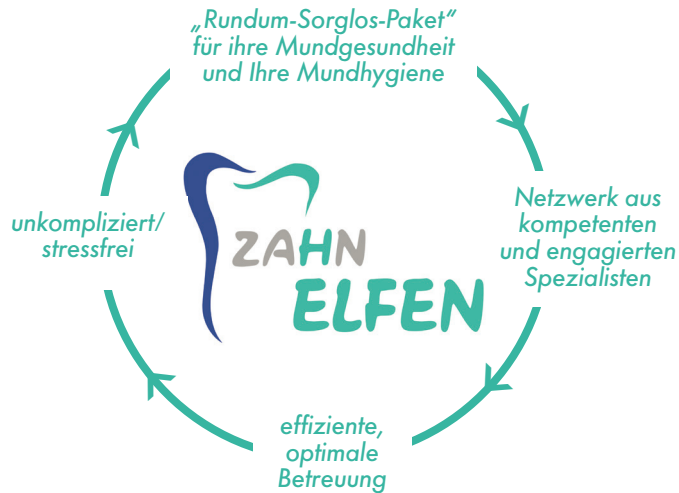 „Rundum-Sorglos-Paket“
für ihre Mundgesundheit
und Ihre Mundhygiene
Netzwerk aus
kompetenten
und engagierten
Spezialisten
effiziente,
optimale
Betreuung
unkompliziert/
stressfrei
ZAHN
ELFEN